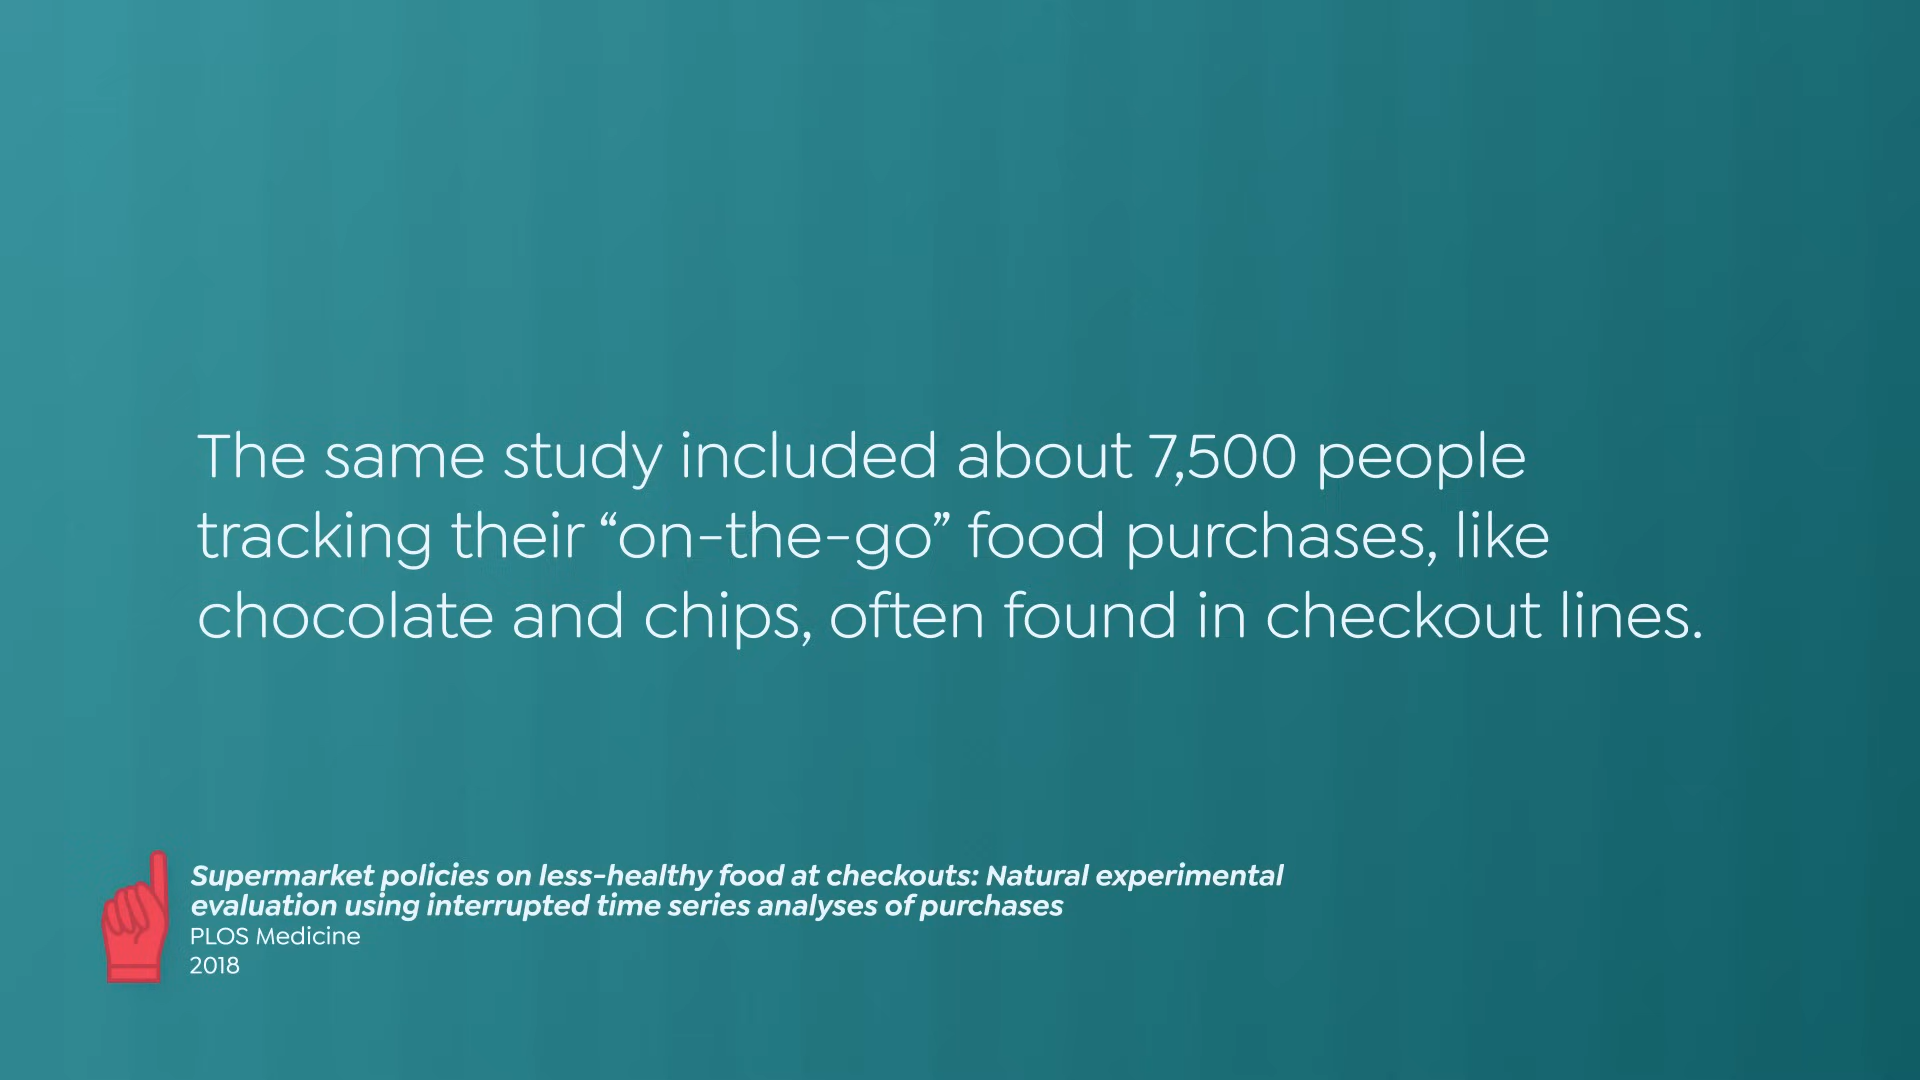 The same study included about 7,500 people
tracking their “on-the-go” food purchases, like
chocolate and chips, often found in checkout lines.
Supermarket policies on less-healthy food at checkouts: Natural experimental
evaluation using interrupted time series analyses of purchases
PLOS Medicine
2018